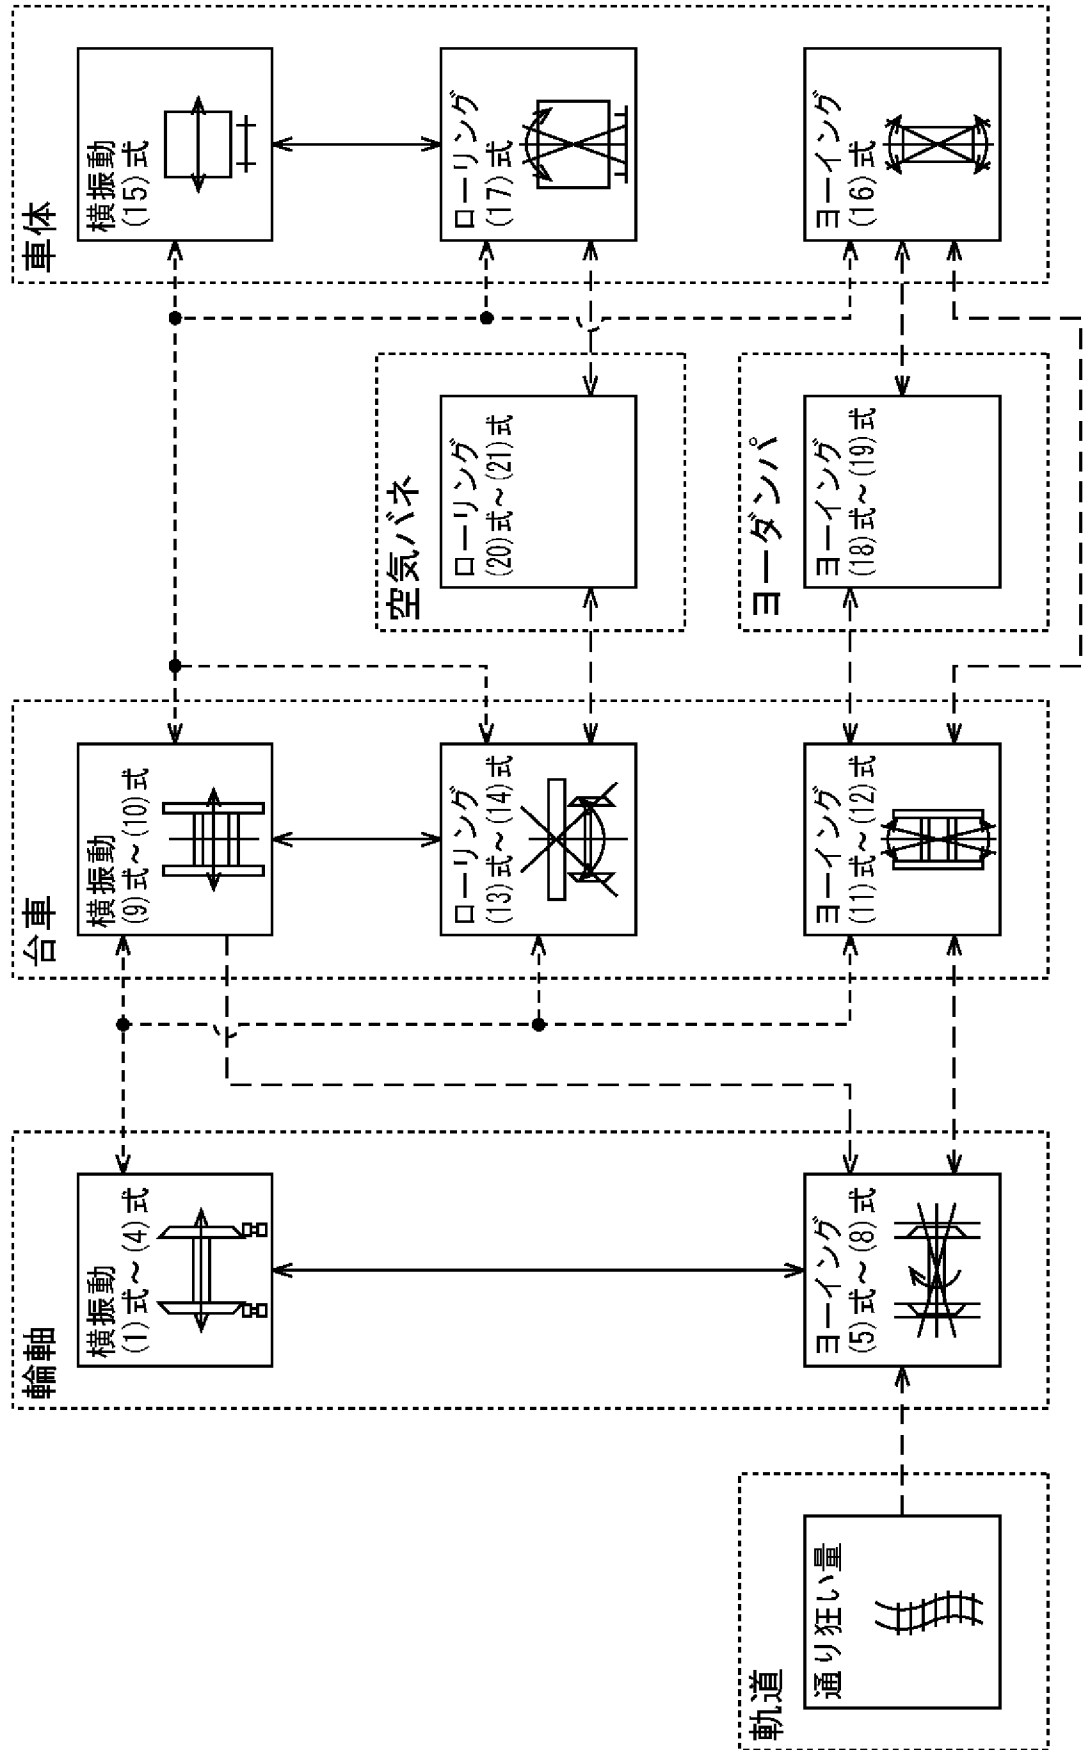 軌道
通り狂い量
輪軸
横振動
(1)式～(4)式
ヨーイング
(5)式～(8)式
台車
横振動
(9)式～(10)式
ローリング
(13)式～(14)式
ヨーイング
(11)式～(12)式
空気バネ
ローリング
(20)式～(21)式
ヨーダンパ
ヨーイング
(18)式～(19)式
車体
横振動
(15)式
ローリング
(17)式
ヨーイング
(16)式